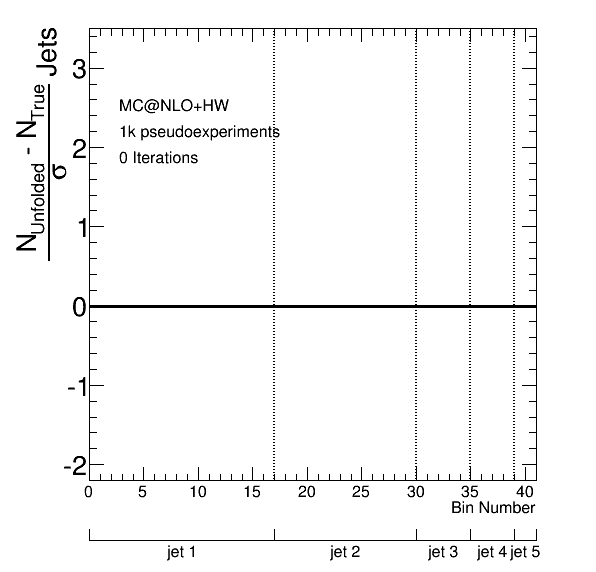 N_Unfolded - N_True
σ
Jets
3
2
1
0
-1
-2
MC@NLO+HW
1k pseudoexperiments
0 Iterations
0 5 10 15 20 25 30 35 40
Bin Number
jet 1 jet 2 jet 3 jet 4 jet 5